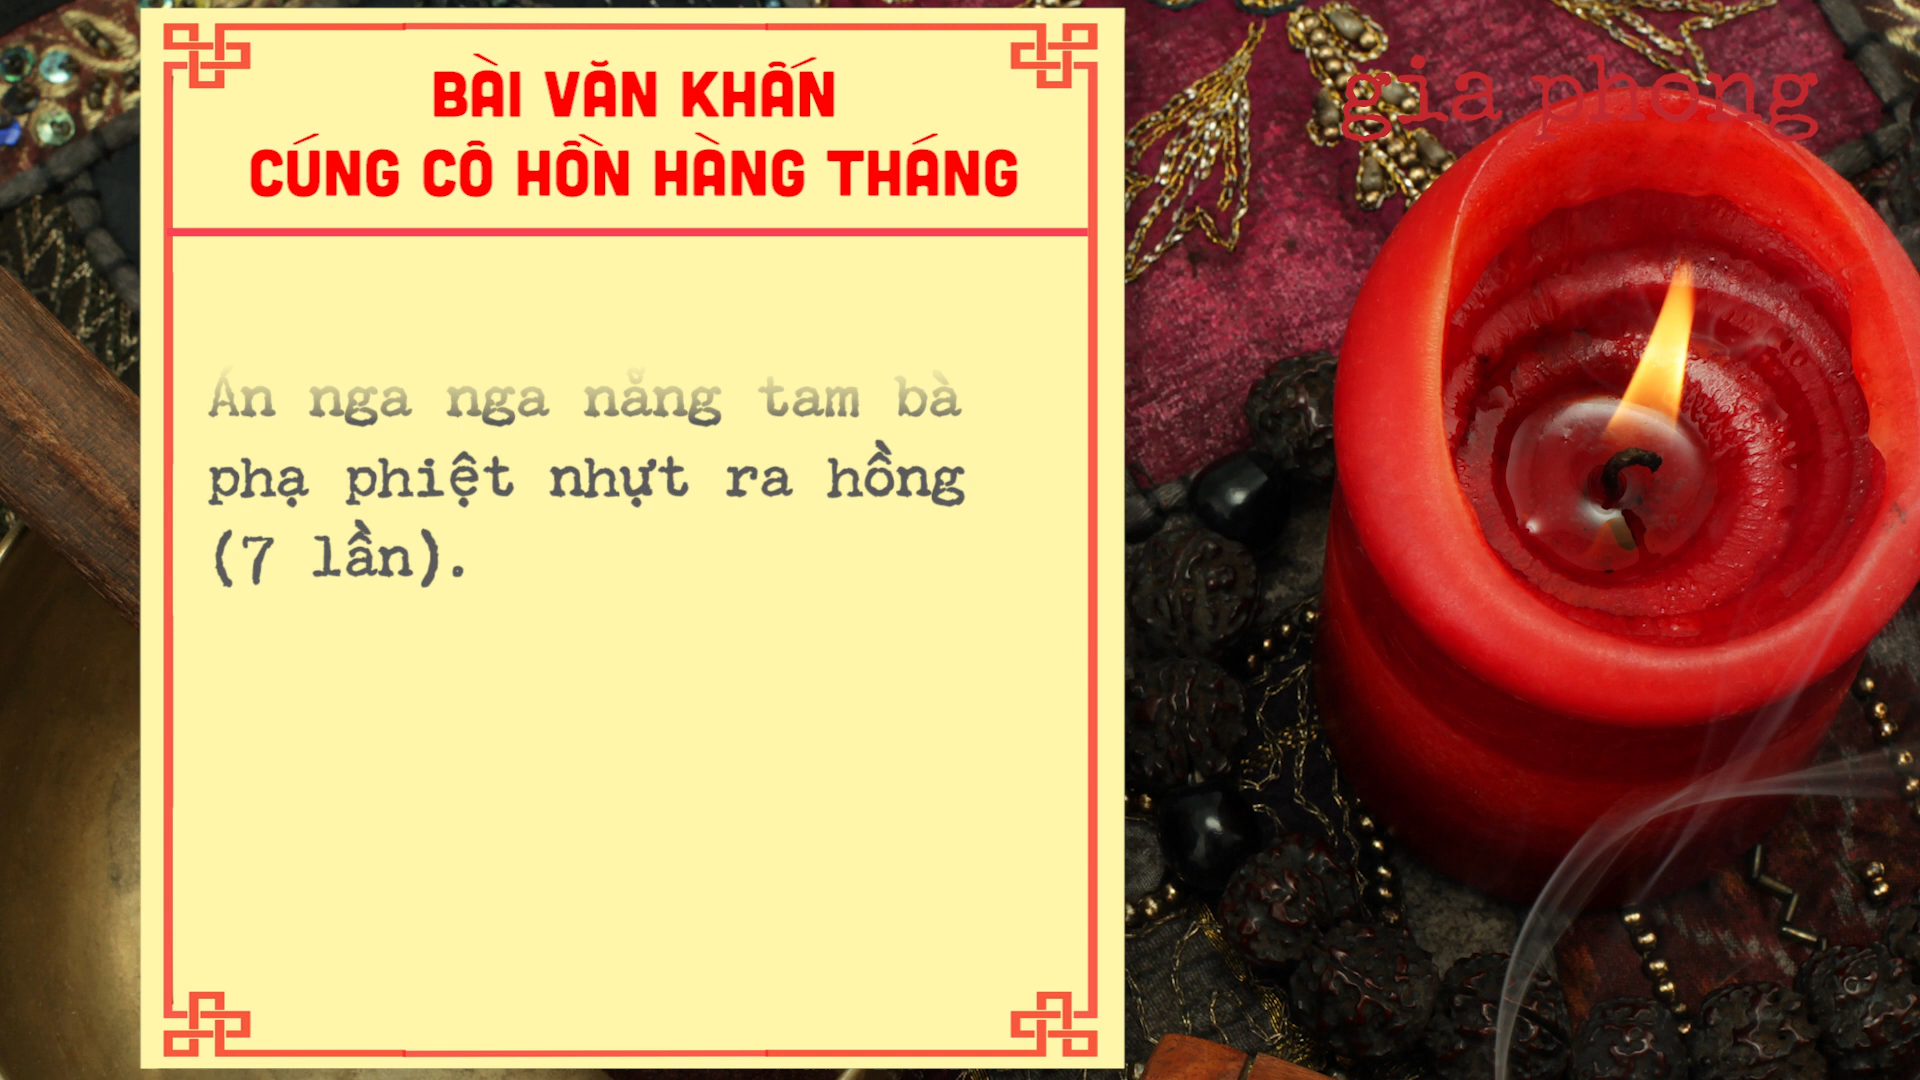 BÀI VĂN KHẤN
CÚNG CÔ HỒN HÀNG THÁNG
gia phong
Án nga nga nẵng tam bà
phạ phiệt nhựt ra hồng
(7 lần).